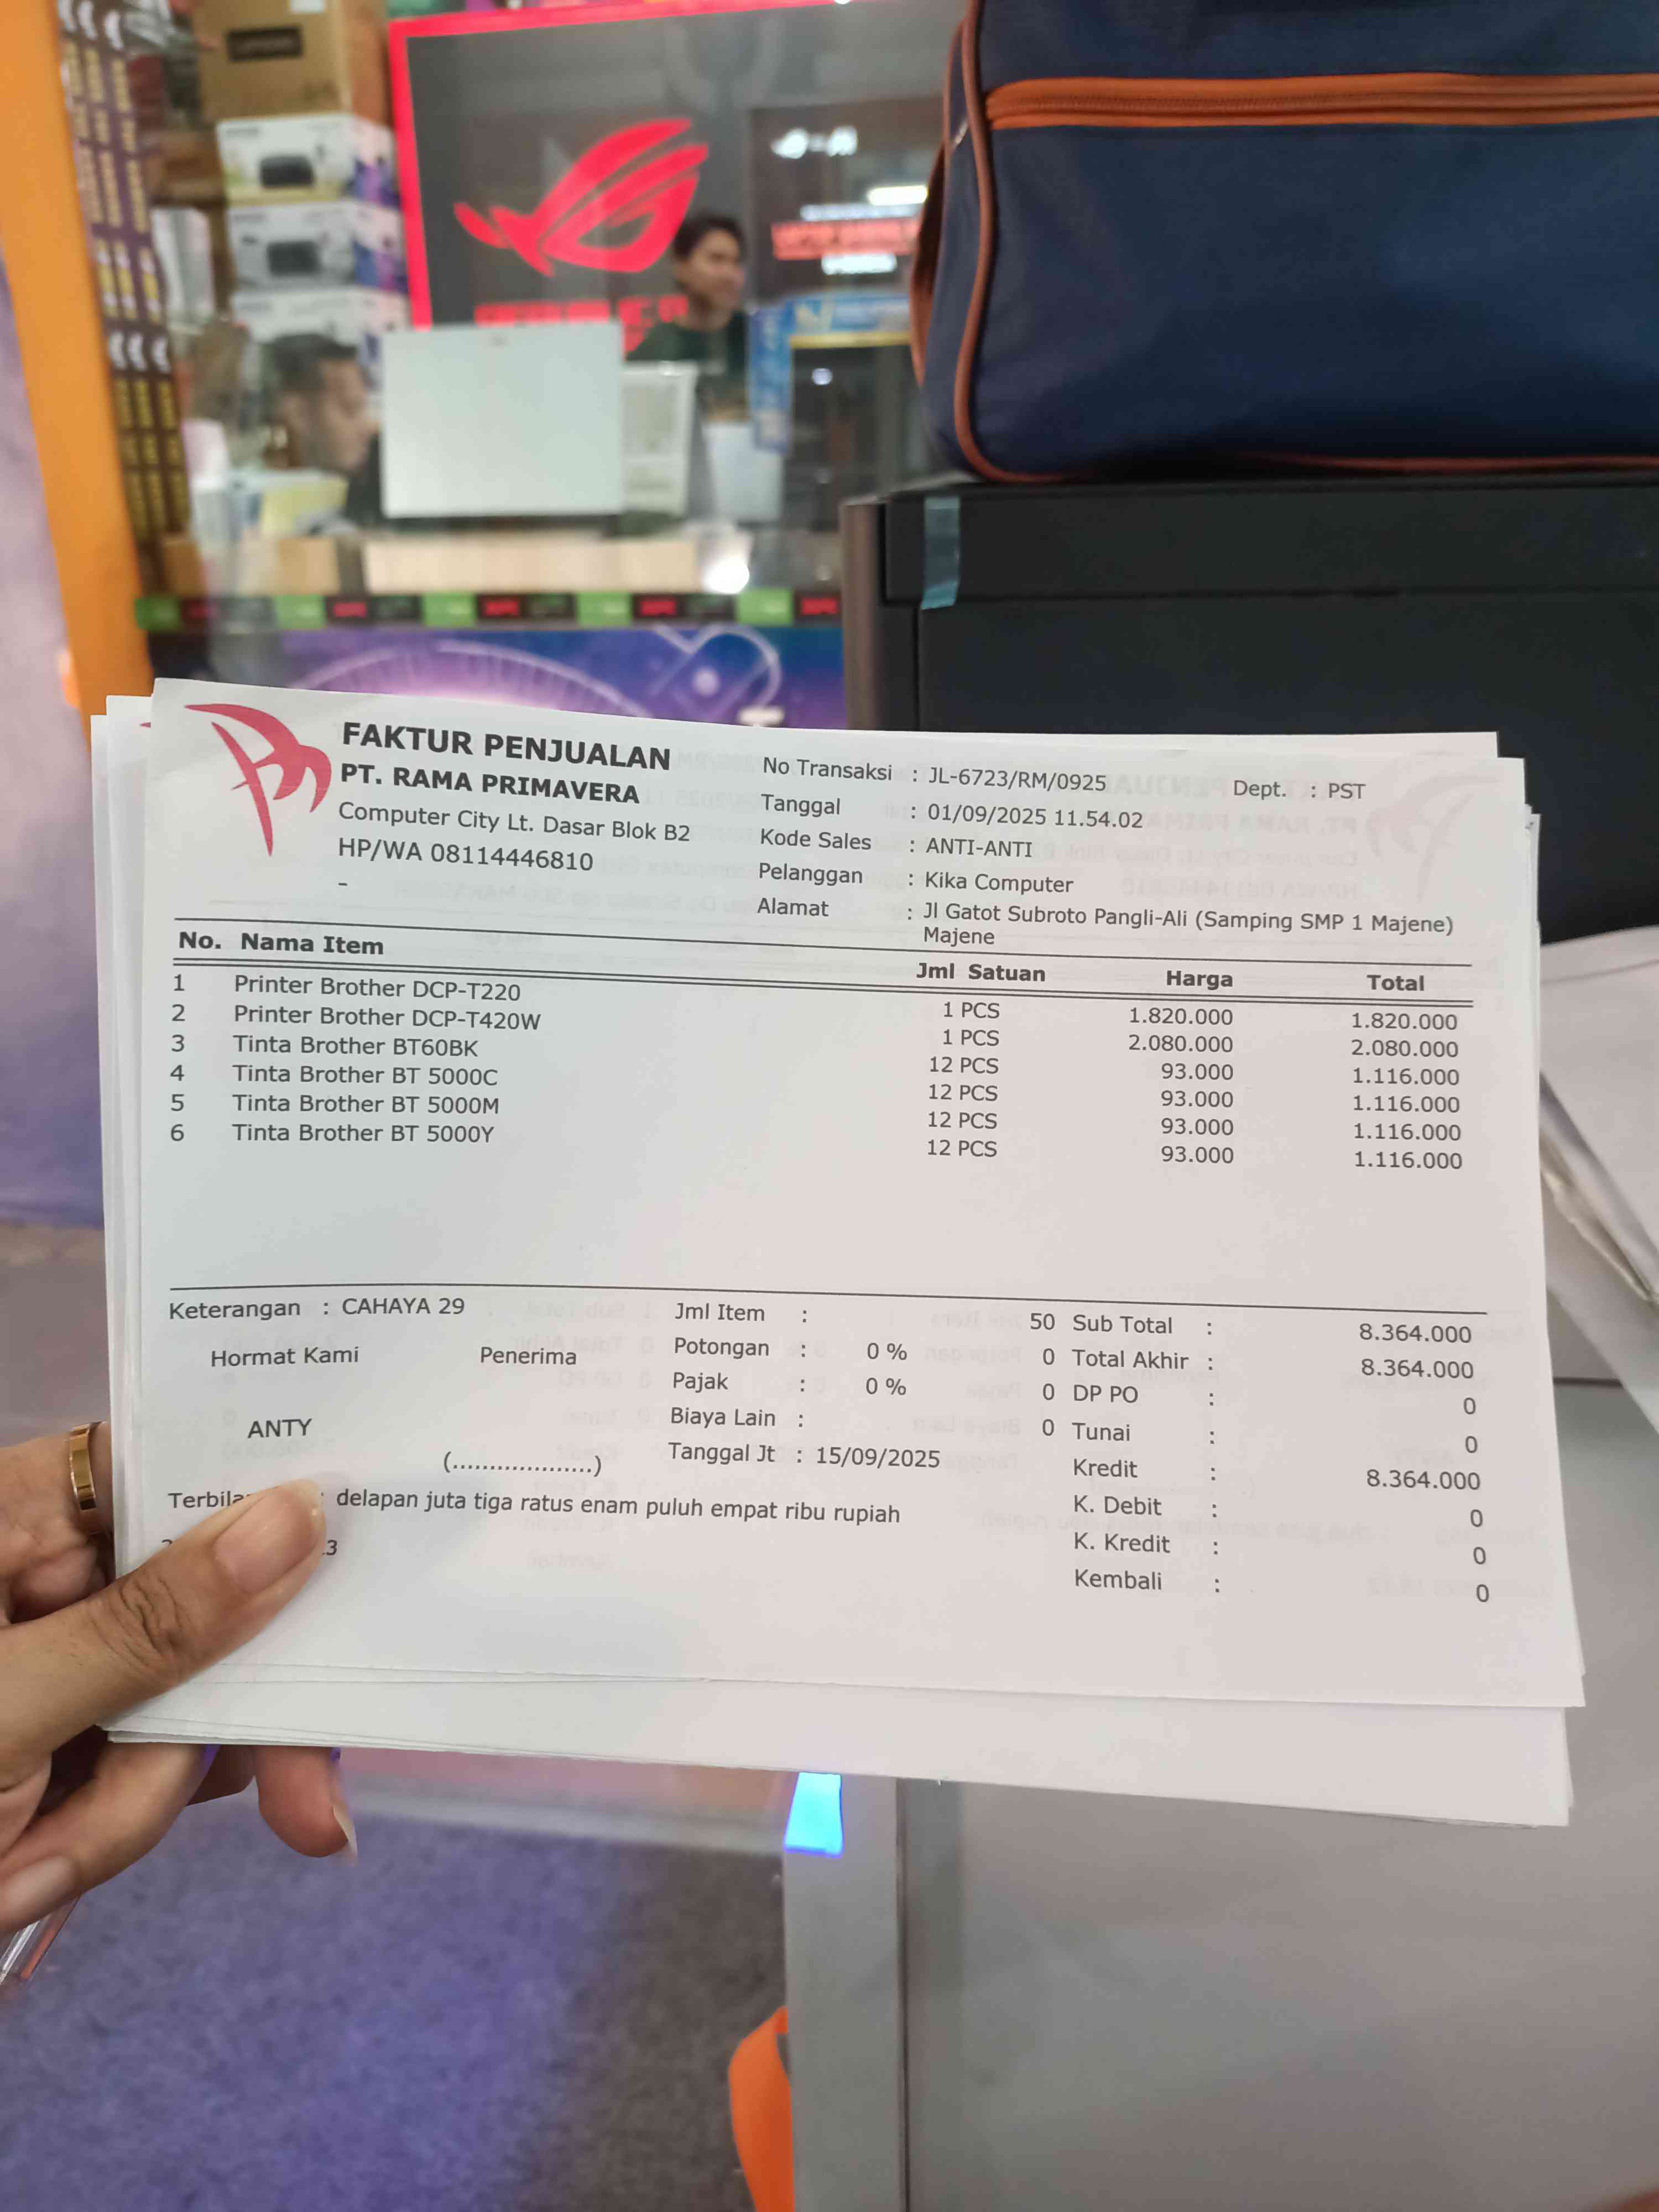 FAKTUR PENJUALAN
PT. RAMA PRIMAVERA
Computer City Lt. Dasar Blok B2
HP/WA 08114446810
-
No Transaksi : JL-6723/RM/0925 Dept. : PST
Tanggal : 01/09/2025 11.54.02
Kode Sales : ANTI-ANTI
Pelanggan : Kika Computer
Alamat : Jl Gatot Subroto Pangli-Ali (Samping SMP 1 Majene)
Majene
No. Nama Item Jml Satuan Harga Total
1 Printer Brother DCP-T220 1 PCS 1.820.000 1.820.000
2 Printer Brother DCP-T420W 1 PCS 2.080.000 2.080.000
3 Tinta Brother BT60BK 12 PCS 93.000 1.116.000
4 Tinta Brother BT 5000C 12 PCS 93.000 1.116.000
5 Tinta Brother BT 5000M 12 PCS 93.000 1.116.000
6 Tinta Brother BT 5000Y 12 PCS 93.000 1.116.000
Keterangan : CAHAYA 29
Hormat Kami Penerima
ANTY
(...................)
Jml Item : 50
Potongan : 0 % 0
Pajak : 0 % 0
Biaya Lain : 0
Tanggal Jt : 15/09/2025
Sub Total : 8.364.000
Total Akhir : 8.364.000
DP PO : 0
Tunai : 0
Kredit : 8.364.000
K. Debit : 0
K. Kredit : 0
Kembali : 0
: delapan juta tiga ratus enam puluh empat ribu rupiah